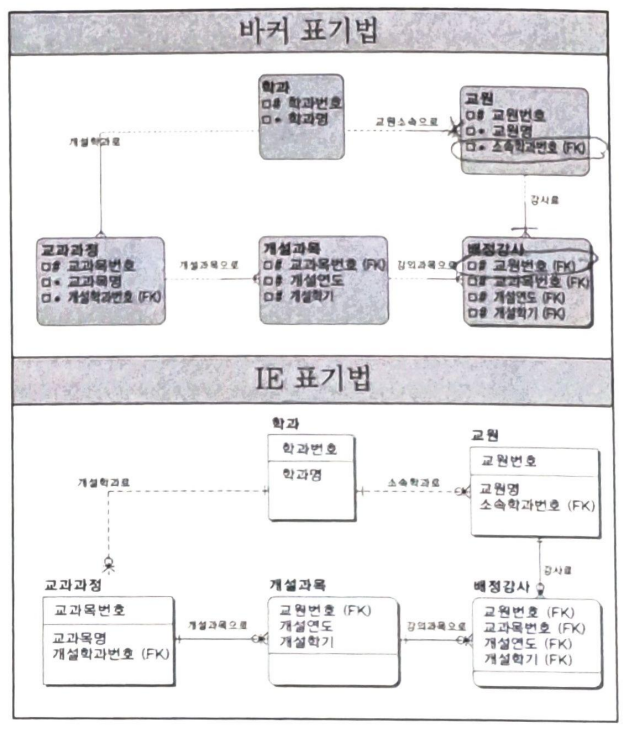 바커 표기법
학과
□# 학과번호
□* 학과명
교원
□# 교원번호
□* 교원명
□* 소속학과번호 (FK)
개설학과로
교원소속으로
강사로
교과과정
□# 교과목번호
□* 교과목명
□* 개설학과번호 (FK)
개설과목으로
개설과목
□# 교과목번호 (FK)
□# 개설연도
□# 개설학기
강의과목으로
배정강사
□# 교원번호 (FK)
□# 교과목번호 (FK)
□# 개설연도 (FK)
□# 개설학기 (FK)
IE 표기법
학과
학과번호
학과명
교원
교원번호
교원명
소속학과번호 (FK)
개설학과로
소속학과로
강사로
교과과정
교과목번호
교과목명
개설학과번호 (FK)
개설과목으로
개설과목
교원번호 (FK)
개설연도
개설학기
강의과목으로
배정강사
교원번호 (FK)
교과목번호 (FK)
개설연도 (FK)
개설학기 (FK)